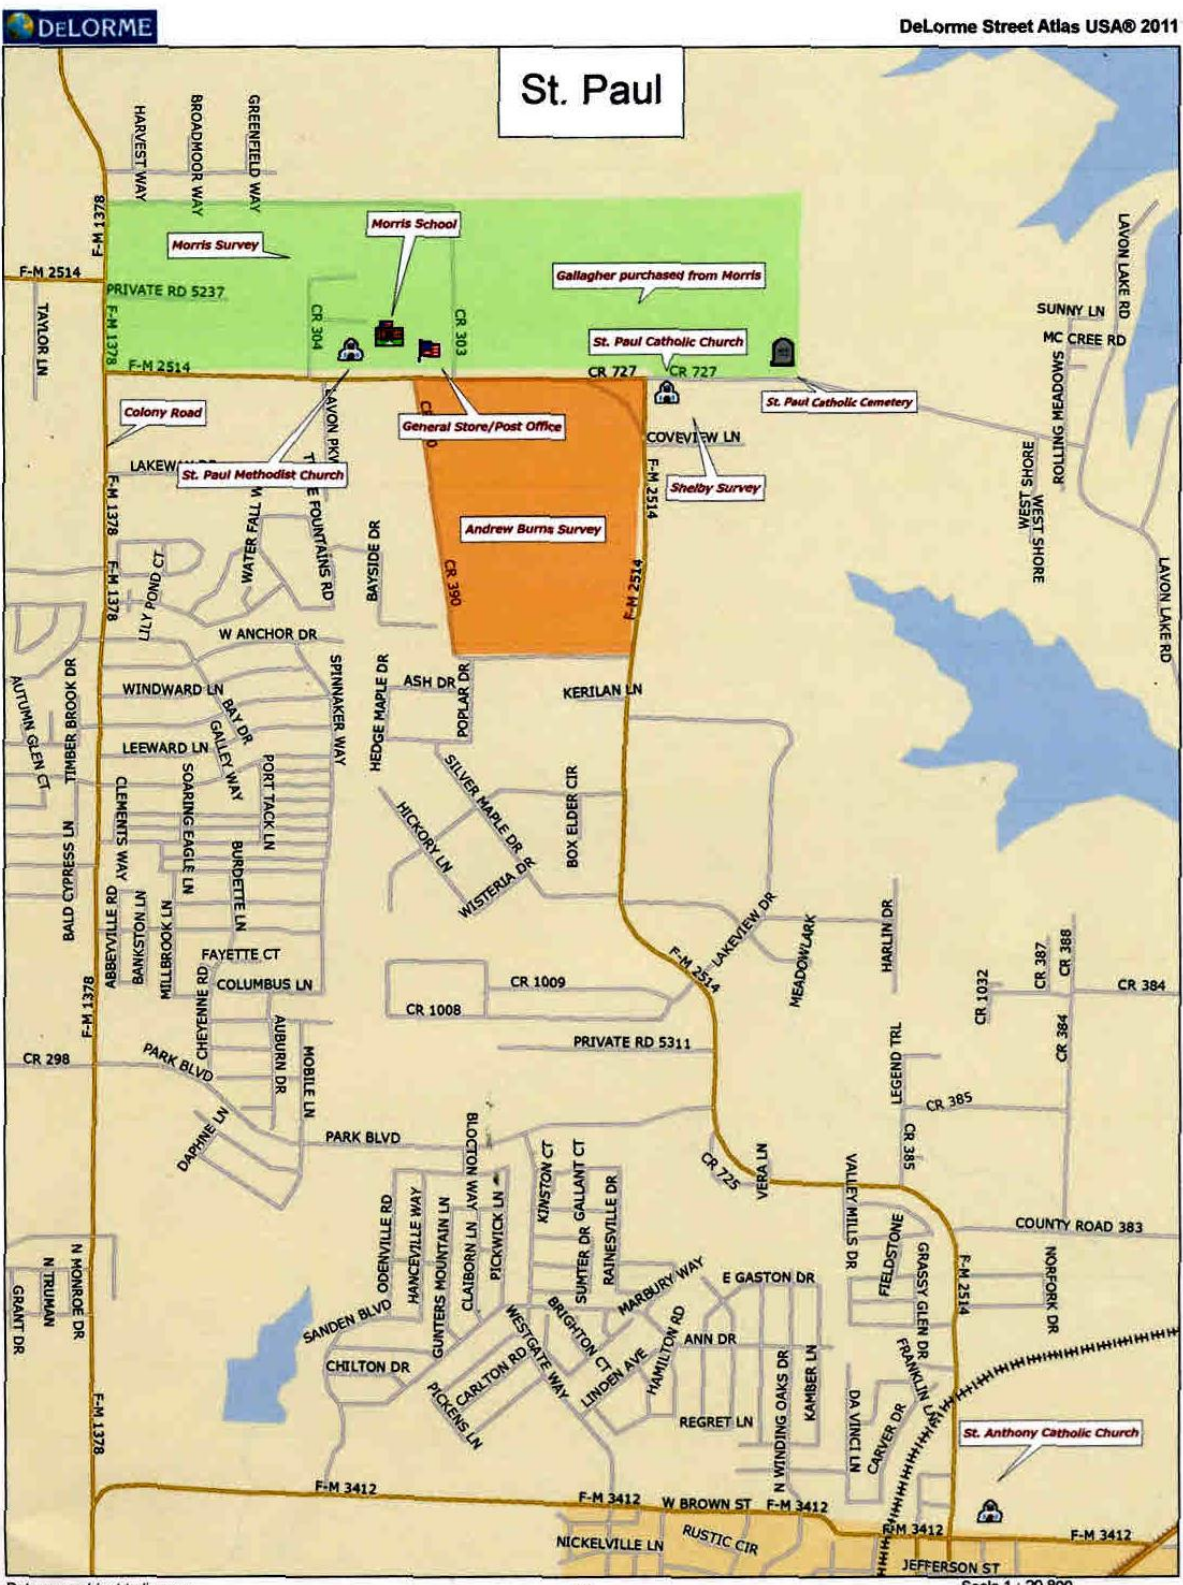 DELORME
DeLorme Street Atlas USA® 2011
St. Paul
HARVEST WAY
BROADMOOR WAY
GREENFIELD WAY
F-M 1378
Morris School
Morris Survey
F-M 2514
Gallagher purchased from Morris
PRIVATE RD 5237
LAVON LAKE RD
TAYLOR LN
F-M 1378
CR 304
CR 303
SUNNY LN
MC CREE RD
St. Paul Catholic Church
F-M 2514
CR 727
CR 727
ROLLING MEADOWS
Colony Road
LAVON PKW
General Store/Post Office
St. Paul Catholic Cemetery
COVEVIEW LN
St. Paul Methodist Church
F-M 1378
F-M 2514
Shelby Survey
WEST SHORE
WEST SHORE
WATER FALL
FOUNTAINS RD
Andrew Burns Survey
BAYSIDE DR
LILY POND CT
F-M 1378
CR 390
F-M 2514
LAVON LAKE RD
W ANCHOR DR
AUTUMN GLEN CT
TIMBER BROOK DR
WINDWARD LN
BAY DR
SPINNAKER WAY
HEDGE MAPLE DR
ASH DR
POPLAR DR
KERILAN LN
LEEWARD LN
GALLEY WAY
PORT TACK LN
CLEMENTS WAY
SOARING EAGLE LN
SILVER MAPLE DR
HICKORY LN
BOX ELDER CIR
BALD CYPRESS LN
BURDETTE LN
WISTERIA DR
ABBEVILLE RD
BANKSTON LN
MILLBROOK LN
FAYETTE CT
LAKEVIEW DR
MEADOWLARK
HARLIN DR
F-M 2514
CR 387
CR 388
COLUMBUS LN
CHEYENNE RD
CR 1009
CR 1008
CR 1032
CR 384
F-M 1378
AUBURN DR
PRIVATE RD 5311
CR 384
CR 298
PARK BLVD
MOBILE LN
LEGEND TRL
CR 385
DAPHNE LN
PARK BLVD
BLOCTON WAY
KINSTON CT
GALLANT CT
CR 725
VERA LN
VALLEY MILLS DR
CR 385
ODENVILLE RD
HANCEVILLE WAY
GUNTERS MOUNTAIN LN
CLAIBORN LN
PICKWICK LN
SUMTER DR
RAINESVILLE DR
FIELDSTONE
GRASSY GLEN DR
COUNTY ROAD 383
F-M 2514
NORFORK DR
GRANT DR
N TRUMAN
N MONROE DR
SANDEN BLVD
CHILTON DR
WESTGATE WAY
BRIGHTON CT
MARBURY WAY
E GASTON DR
ANN DR
HAMILTON RD
LINDEN AVE
CARLTON RD
PICKENS LN
REGRET LN
N WINDING OAKS DR
KAMBER LN
DA VINCI LN
CARVER DR
FRANKLIN
F-M 1378
St. Anthony Catholic Church
F-M 3412
F-M 3412
W BROWN ST
F-M 3412
F-M 3412
F-M 3412
NICKELVILLE LN
RUSTIC CIR
JEFFERSON ST